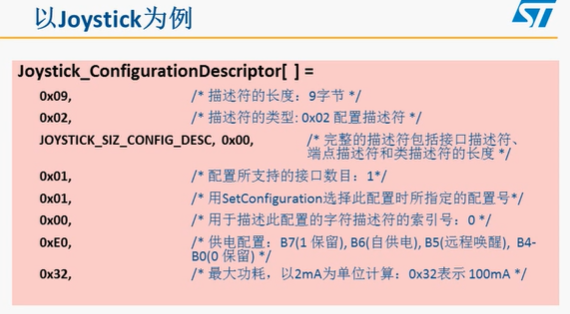 以Joystick为例
ST
Joystick_ConfigurationDescriptor[ ] =
0x09, /* 描述符的长度：9字节 */
0x02, /* 描述符的类型: 0x02 配置描述符 */
JOYSTICK_SIZ_CONFIG_DESC, 0x00, /* 完整的描述符包括接口描述符、
端点描述符和类描述符的长度 */
0x01, /* 配置所支持的接口数目：1*/
0x01, /* 用SetConfiguration选择此配置时所指定的配置号*/
0x00, /* 用于描述此配置的字符描述符的索引号：0 */
0xE0, /* 供电配置：B7(1 保留), B6(自供电), B5(远程唤醒), B4-
B0(0 保留) */
0x32, /* 最大功耗，以2mA为单位计算：0x32表示 100mA */